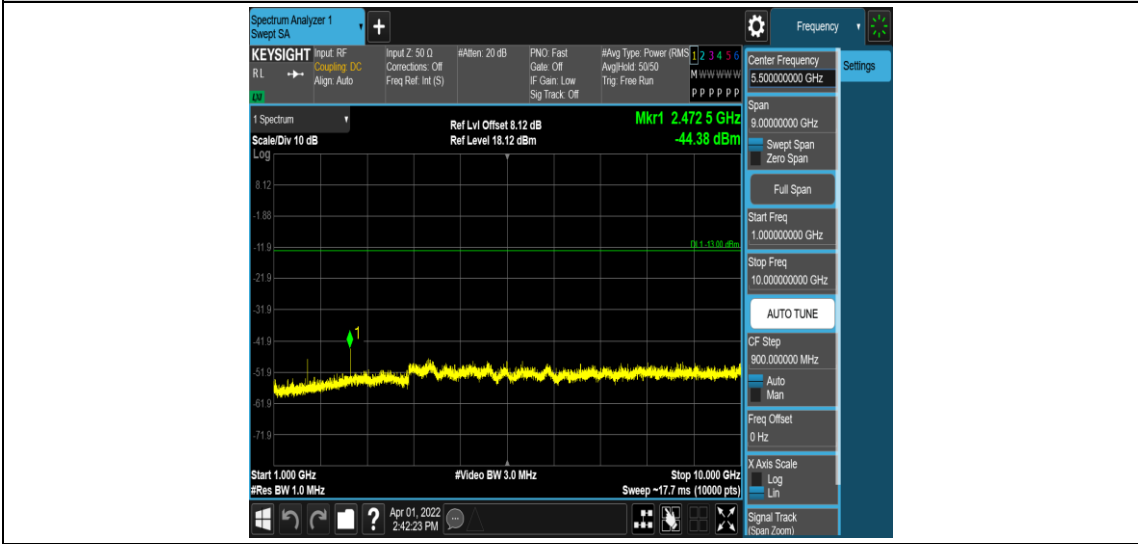 Spectrum Analyzer 1
Swept SA
+
Frequency
KEYSIGHT
RL
Input: RF
Coupling: DC
Align: Auto
Input Z: 50 Ω
Corrections: Off
Freq Ref: Int (S)
#Atten: 20 dB
PNO: Fast
Gate: Off
IF Gain: Low
Sig Track: Off
#Avg Type: Power (RMS
Avg|Hold: 50/50
Trig: Free Run
1 2 3 4 5 6
M W W W W W
P P P P P P
1 Spectrum
Scale/Div 10 dB
Log
Ref Lvl Offset 8.12 dB
Ref Level 18.12 dBm
Mkr1 2.472 5 GHz
-44.38 dBm
8.12
-1.88
-11.9
DL1 -13.00 dBm
-21.9
-31.9
-41.9
1
-51.9
-61.9
-71.9
Start 1.000 GHz
#Res BW 1.0 MHz
#Video BW 3.0 MHz
Stop 10.000 GHz
Sweep ~17.7 ms (10000 pts)
?
Apr 01, 2022
2:42:23 PM
Center Frequency
5.500000000 GHz
Settings
Span
9.00000000 GHz
Swept Span
Zero Span
Full Span
Start Freq
1.000000000 GHz
Stop Freq
10.000000000 GHz
AUTO TUNE
CF Step
900.000000 MHz
Auto
Man
Freq Offset
0 Hz
X Axis Scale
Log
Lin
Signal Track
(Span Zoom)